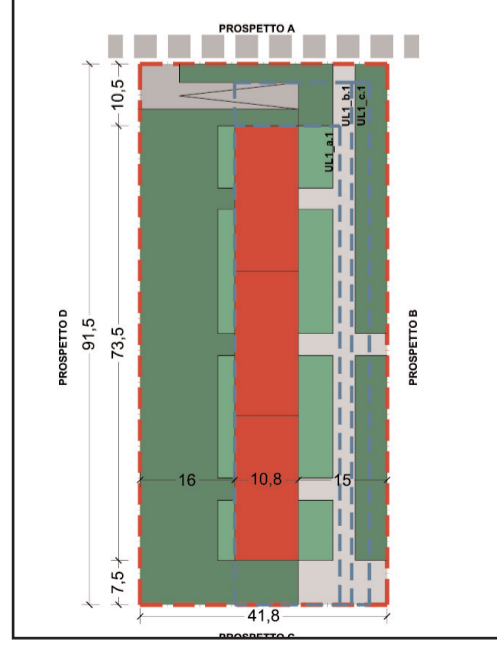 PROSPETTO A
10,5
UL1_b.1
UL1_c.1
UL1_a.1
PROSPETTO D
91,5
73,5
PROSPETTO B
16
10,8
15
7,5
41,8
PROSPETTO C